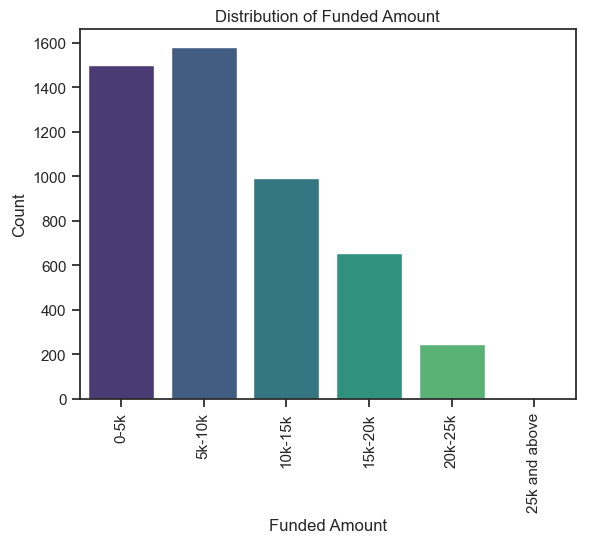 Distribution of Funded Amount
1600
1400
1200
1000
800
600
400
200
0
Count
0-5k
5k-10k
10k-15k
15k-20k
20k-25k
25k and above
Funded Amount